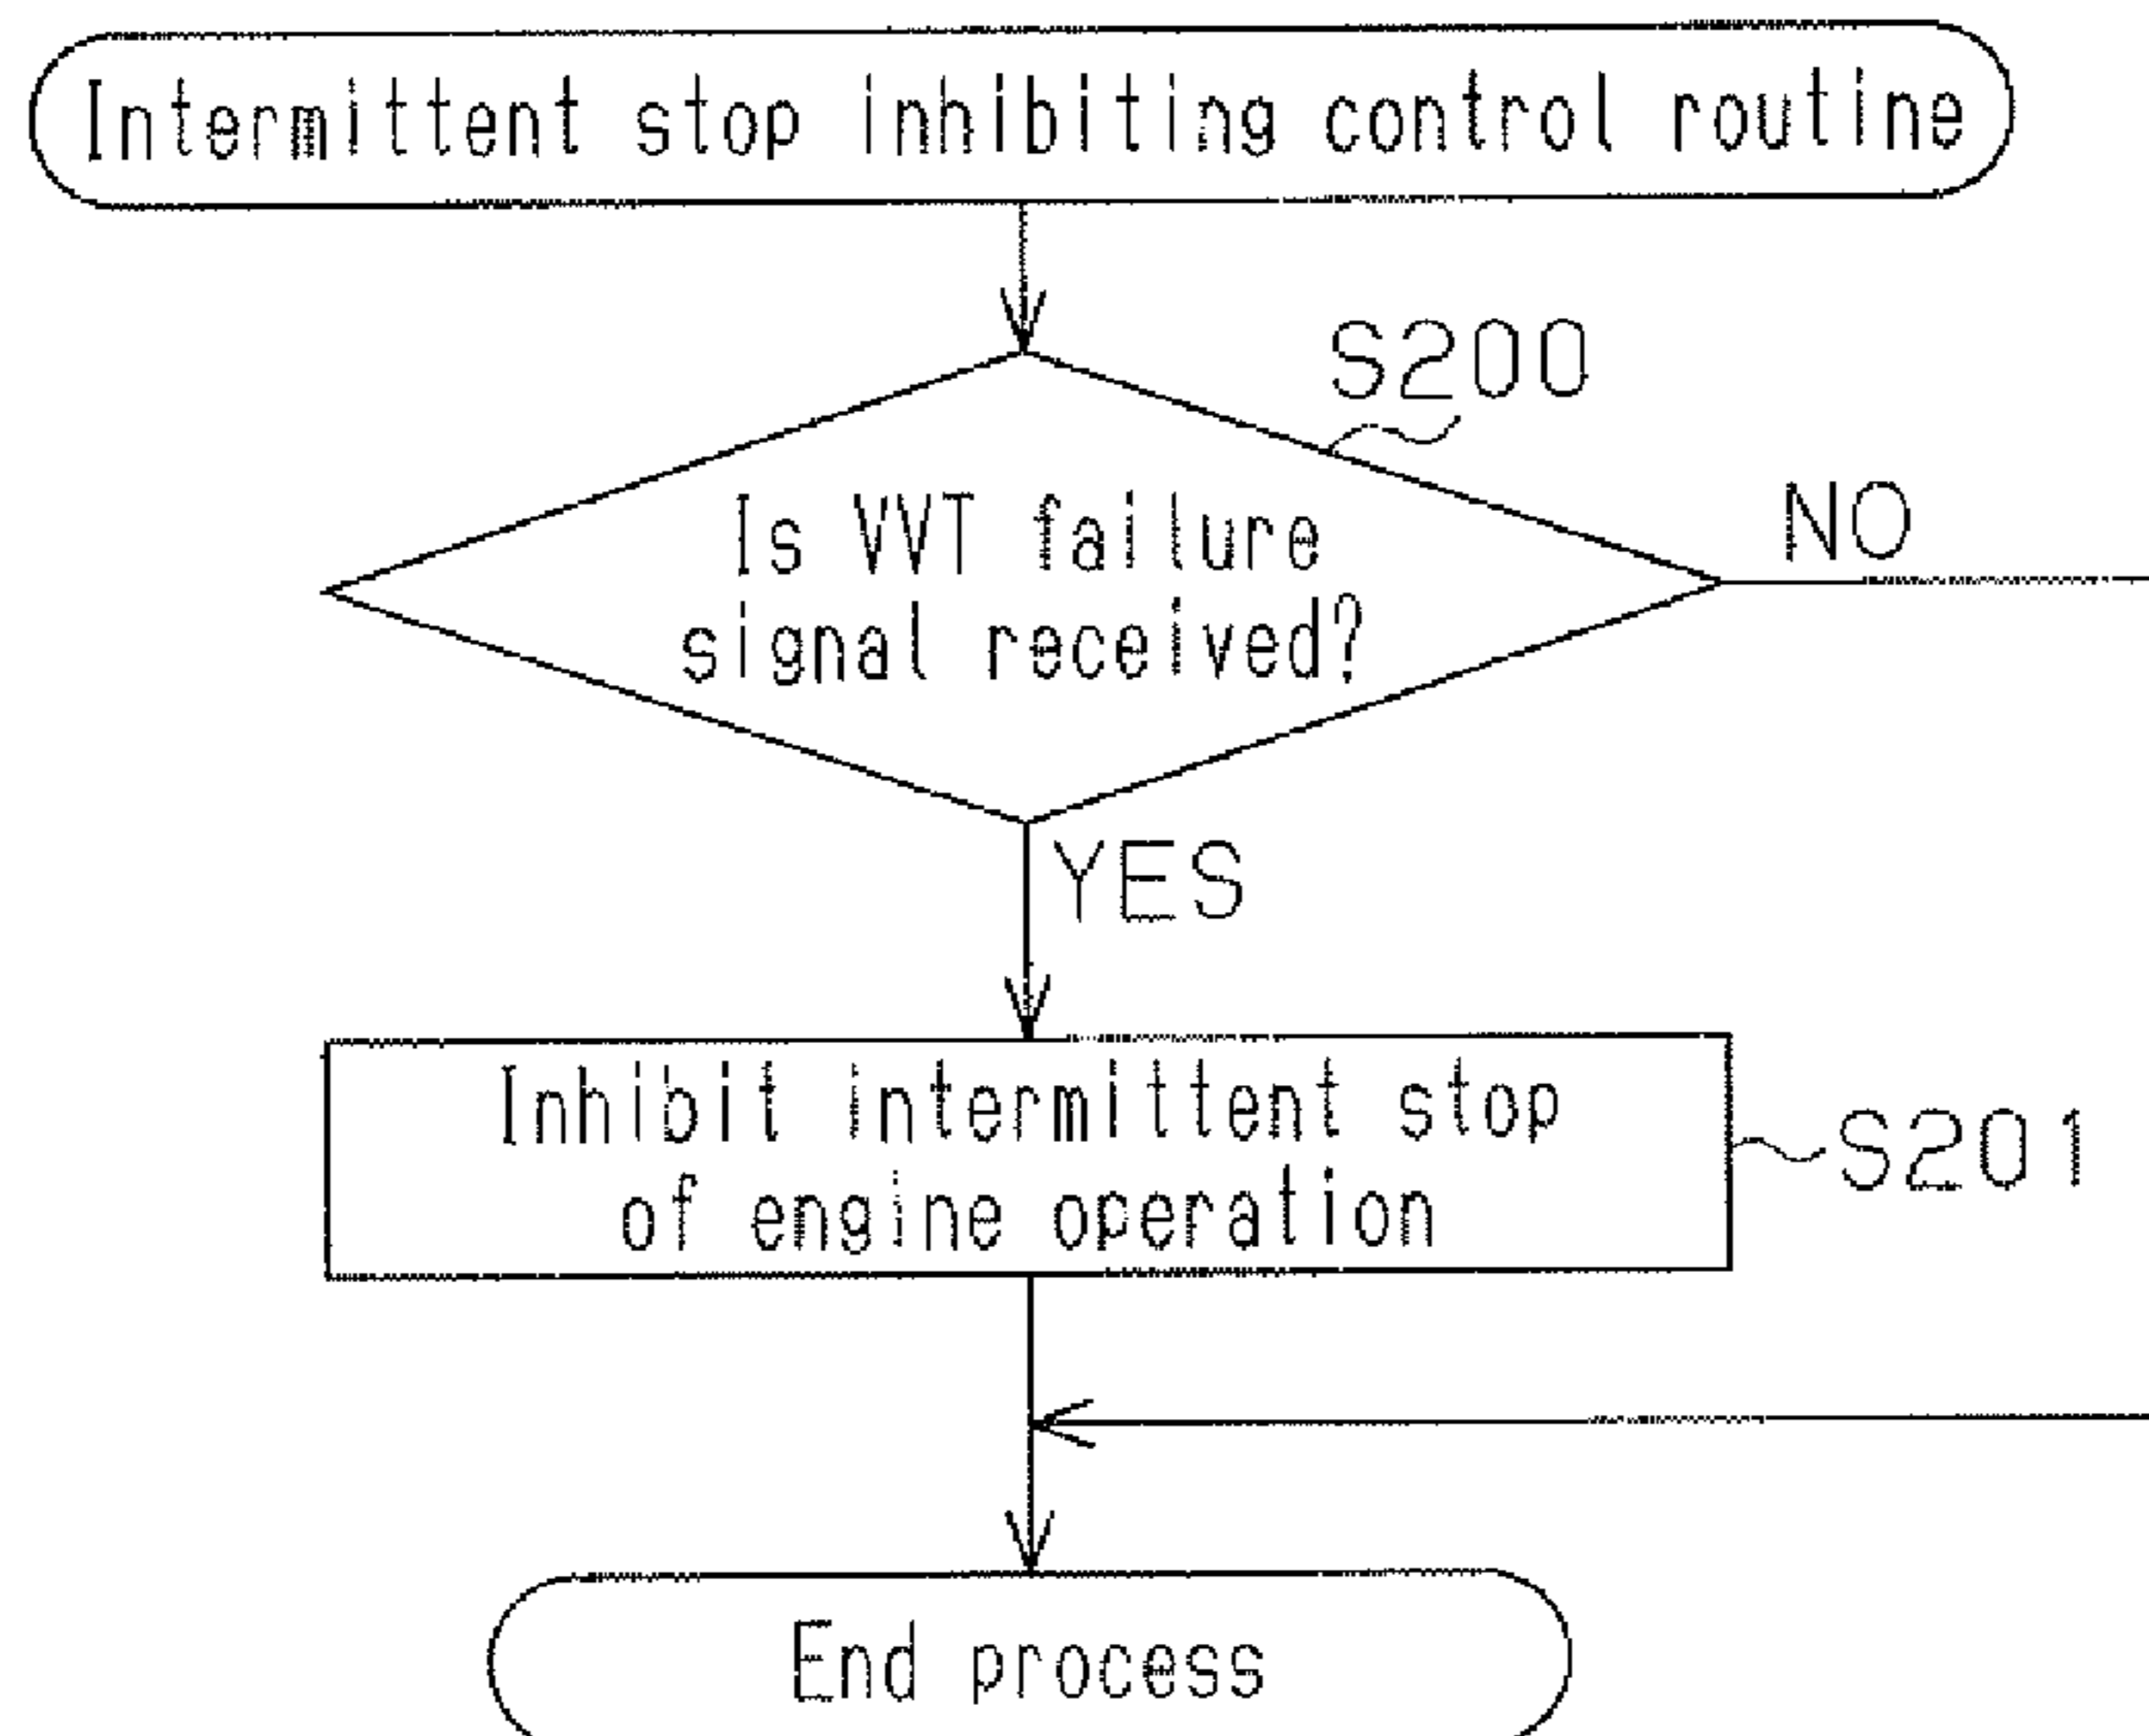 Intermittent stop inhibiting control routine
S200
Is VVT failure
signal received?
NO
YES
Inhibit intermittent stop
of engine operation
S201
End process